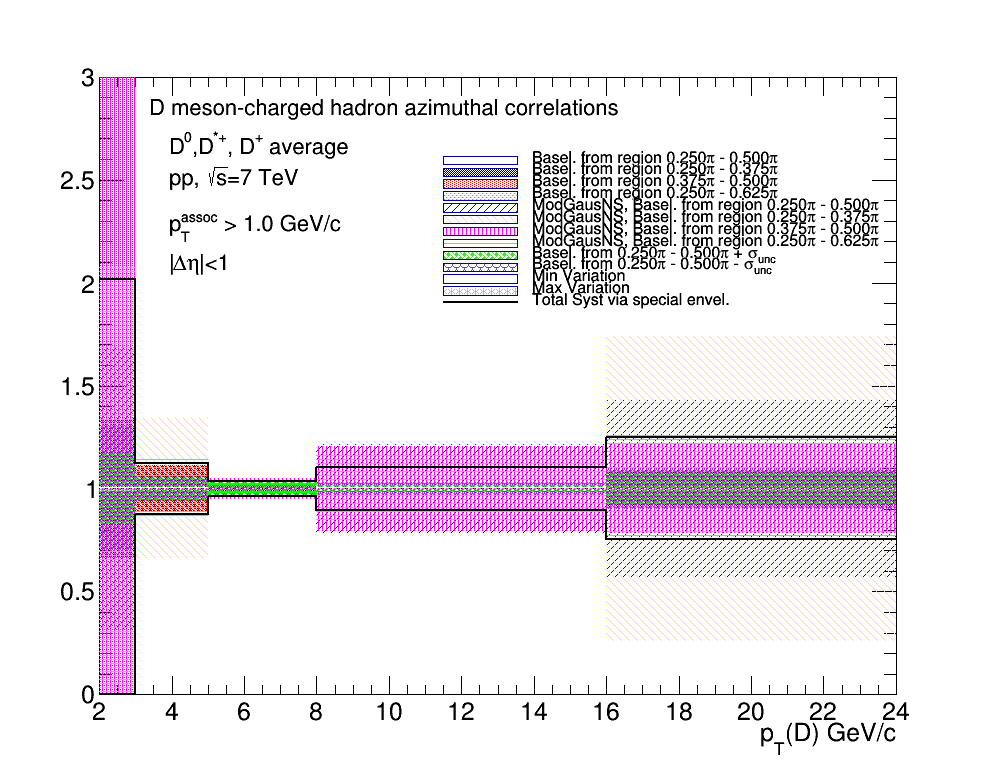 D meson-charged hadron azimuthal correlations
D⁰,D*⁺, D⁺ average
pp, √s=7 TeV
p_T^assoc > 1.0 GeV/c
|Δη|<1
Basel. from region 0.250π - 0.500π
Basel. from region 0.250π - 0.375π
Basel. from region 0.375π - 0.500π
Basel. from region 0.250π - 0.625π
ModGausNS, Basel. from region 0.250π - 0.500π
ModGausNS, Basel. from region 0.250π - 0.375π
ModGausNS, Basel. from region 0.375π - 0.500π
ModGausNS, Basel. from region 0.250π - 0.625π
Basel. from 0.250π - 0.500π + σ_unc
Basel. from 0.250π - 0.500π - σ_unc
Min Variation
Max Variation
Total Syst via special envel.
3
2.5
2
1.5
1
0.5
0
2 4 6 8 10 12 14 16 18 20 22 24
p_T(D) GeV/c